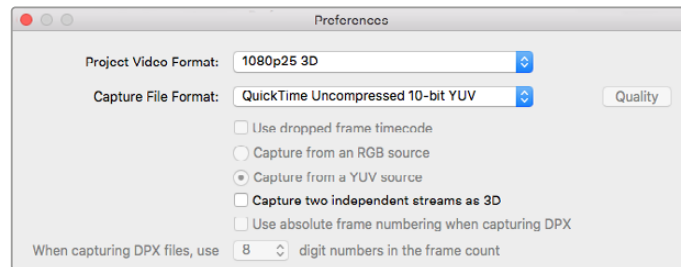 Preferences
Project Video Format: 1080p25 3D
Capture File Format: QuickTime Uncompressed 10-bit YUV Quality
Use dropped frame timecode
Capture from an RGB source
Capture from a YUV source
Capture two independent streams as 3D
Use absolute frame numbering when capturing DPX
When capturing DPX files, use 8 digit numbers in the frame count